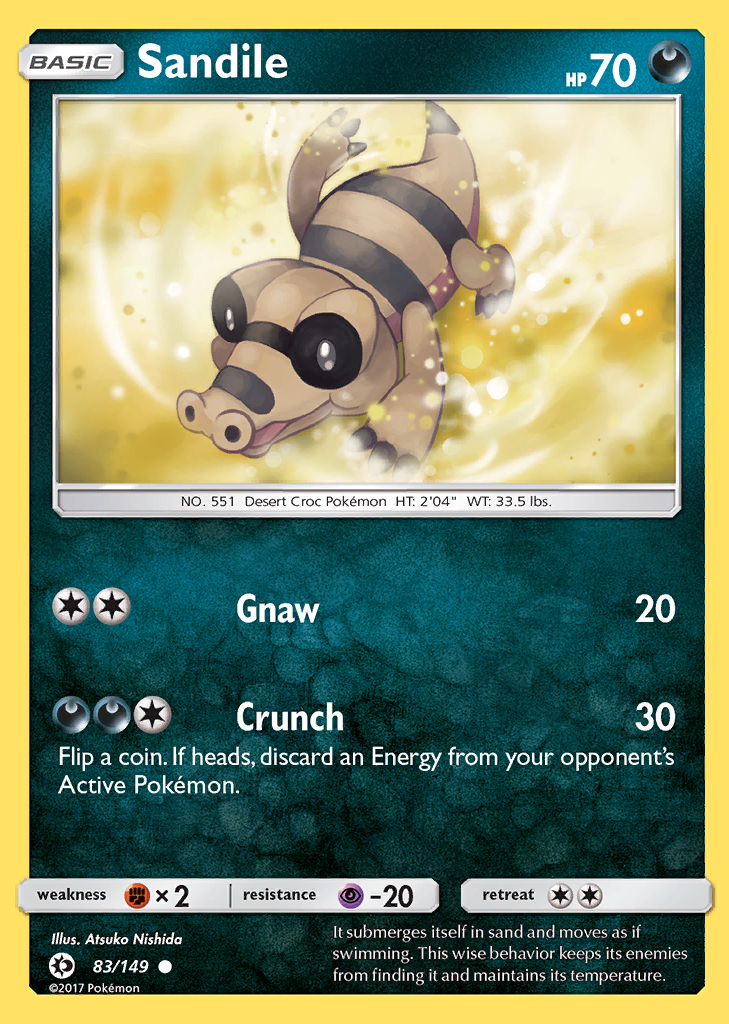 BASIC Sandile HP 70
NO. 551 Desert Croc Pokémon HT: 2'04" WT: 33.5 lbs.
Gnaw 20
Crunch 30
Flip a coin. If heads, discard an Energy from your opponent's
Active Pokémon.
weakness × 2 resistance -20 retreat
Illus. Atsuko Nishida
83/149
©2017 Pokémon
It submerges itself in sand and moves as if
swimming. This wise behavior keeps its enemies
from finding it and maintains its temperature.